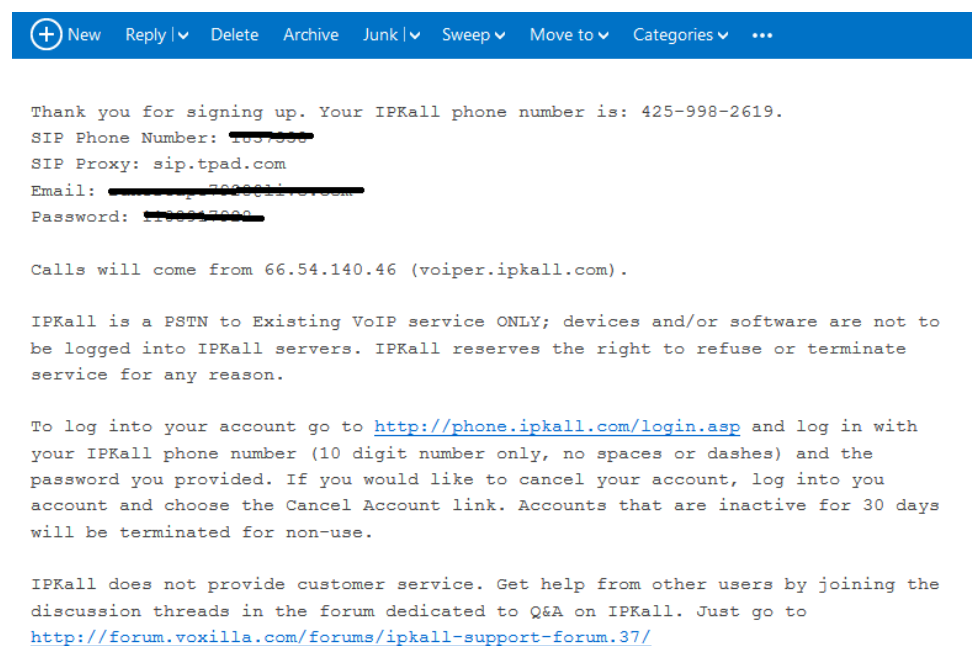 New Reply Delete Archive Junk Sweep Move to Categories
Thank you for signing up. Your IPKall phone number is: 425-998-2619.
SIP Phone Number:
SIP Proxy: sip.tpad.com
Email:
Password:
Calls will come from 66.54.140.46 (voiper.ipkall.com).
IPKall is a PSTN to Existing VoIP service ONLY; devices and/or software are not to
be logged into IPKall servers. IPKall reserves the right to refuse or terminate
service for any reason.
To log into your account go to http://phone.ipkall.com/login.asp and log in with
your IPKall phone number (10 digit number only, no spaces or dashes) and the
password you provided. If you would like to cancel your account, log into you
account and choose the Cancel Account link. Accounts that are inactive for 30 days
will be terminated for non-use.
IPKall does not provide customer service. Get help from other users by joining the
discussion threads in the forum dedicated to Q&A on IPKall. Just go to
http://forum.voxilla.com/forums/ipkall-support-forum.37/